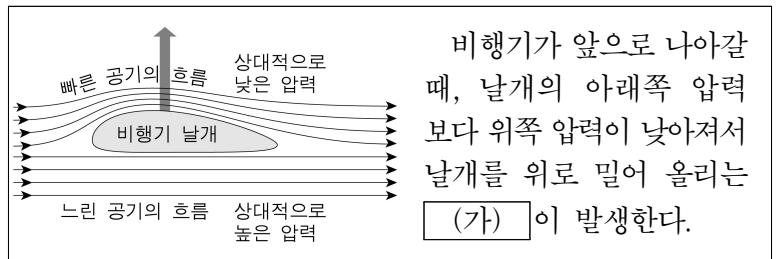 빠른 공기의 흐름
상대적으로
낮은 압력
비행기 날개
느린 공기의 흐름
상대적으로
높은 압력
비행기가 앞으로 나아갈
때, 날개의 아래쪽 압력
보다 위쪽 압력이 낮아져서
날개를 위로 밀어 올리는
(가) 이 발생한다.